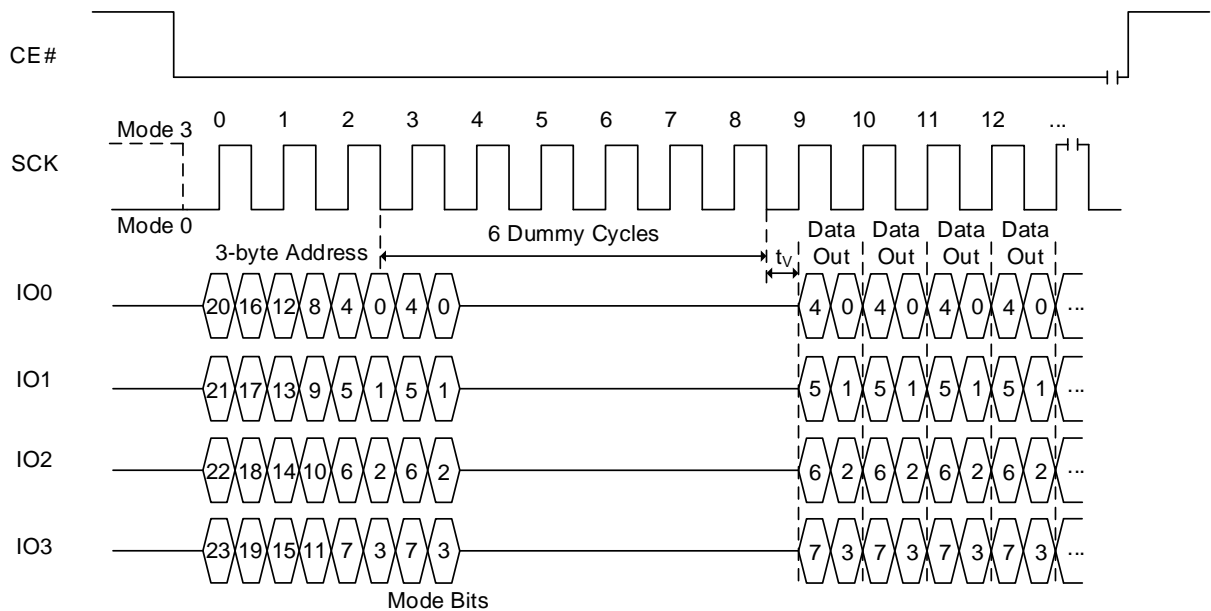 CE#
0 1 2 3 4 5 6 7 8 9 10 11 12 ...
Mode 3
SCK
Mode 0
6 Dummy Cycles
Data Out Data Out Data Out Data Out
3-byte Address
tV
IO0 20 16 12 8 4 0 4 0 4 0 4 0 4 0 4 0 ...
IO1 21 17 13 9 5 1 5 1 5 1 5 1 5 1 5 1 ...
IO2 22 18 14 10 6 2 6 2 6 2 6 2 6 2 6 2 ...
IO3 23 19 15 11 7 3 7 3 7 3 7 3 7 3 7 3 ...
Mode Bits